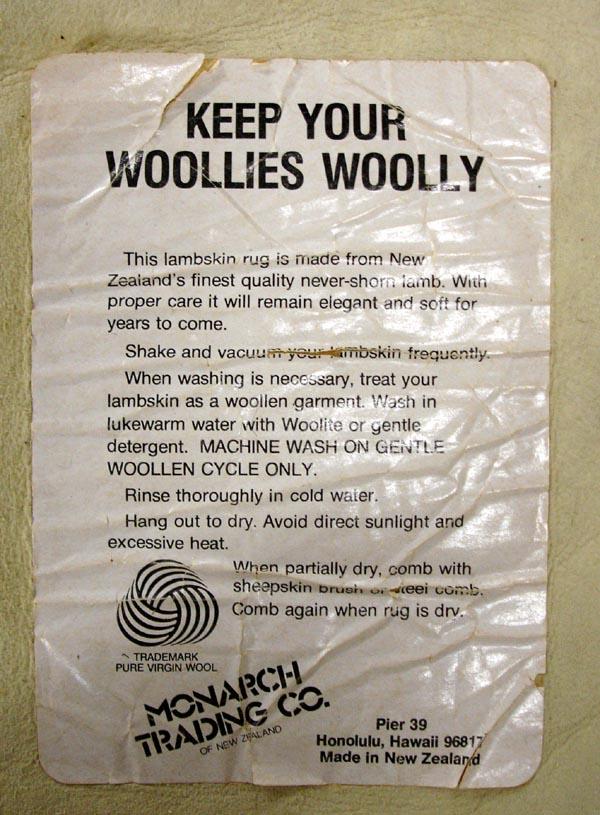 KEEP YOUR
WOOLLIES WOOLLY
This lambskin rug is made from New
Zealand's finest quality never-shorn lamb. With
proper care it will remain elegant and soft for
years to come.
Shake and vacuum your lambskin frequently.
When washing is necessary, treat your
lambskin as a woollen garment. Wash in
lukewarm water with Woolite or gentle
detergent. MACHINE WASH ON GENTLE
WOOLLEN CYCLE ONLY.
Rinse thoroughly in cold water.
Hang out to dry. Avoid direct sunlight and
excessive heat.
When partially dry, comb with
sheepskin brush or steel comb.
Comb again when rug is dry.
TRADEMARK
PURE VIRGIN WOOL
MONARCH
TRADING CO.
OF NEW ZEALAND
Pier 39
Honolulu, Hawaii 96817
Made in New Zealand